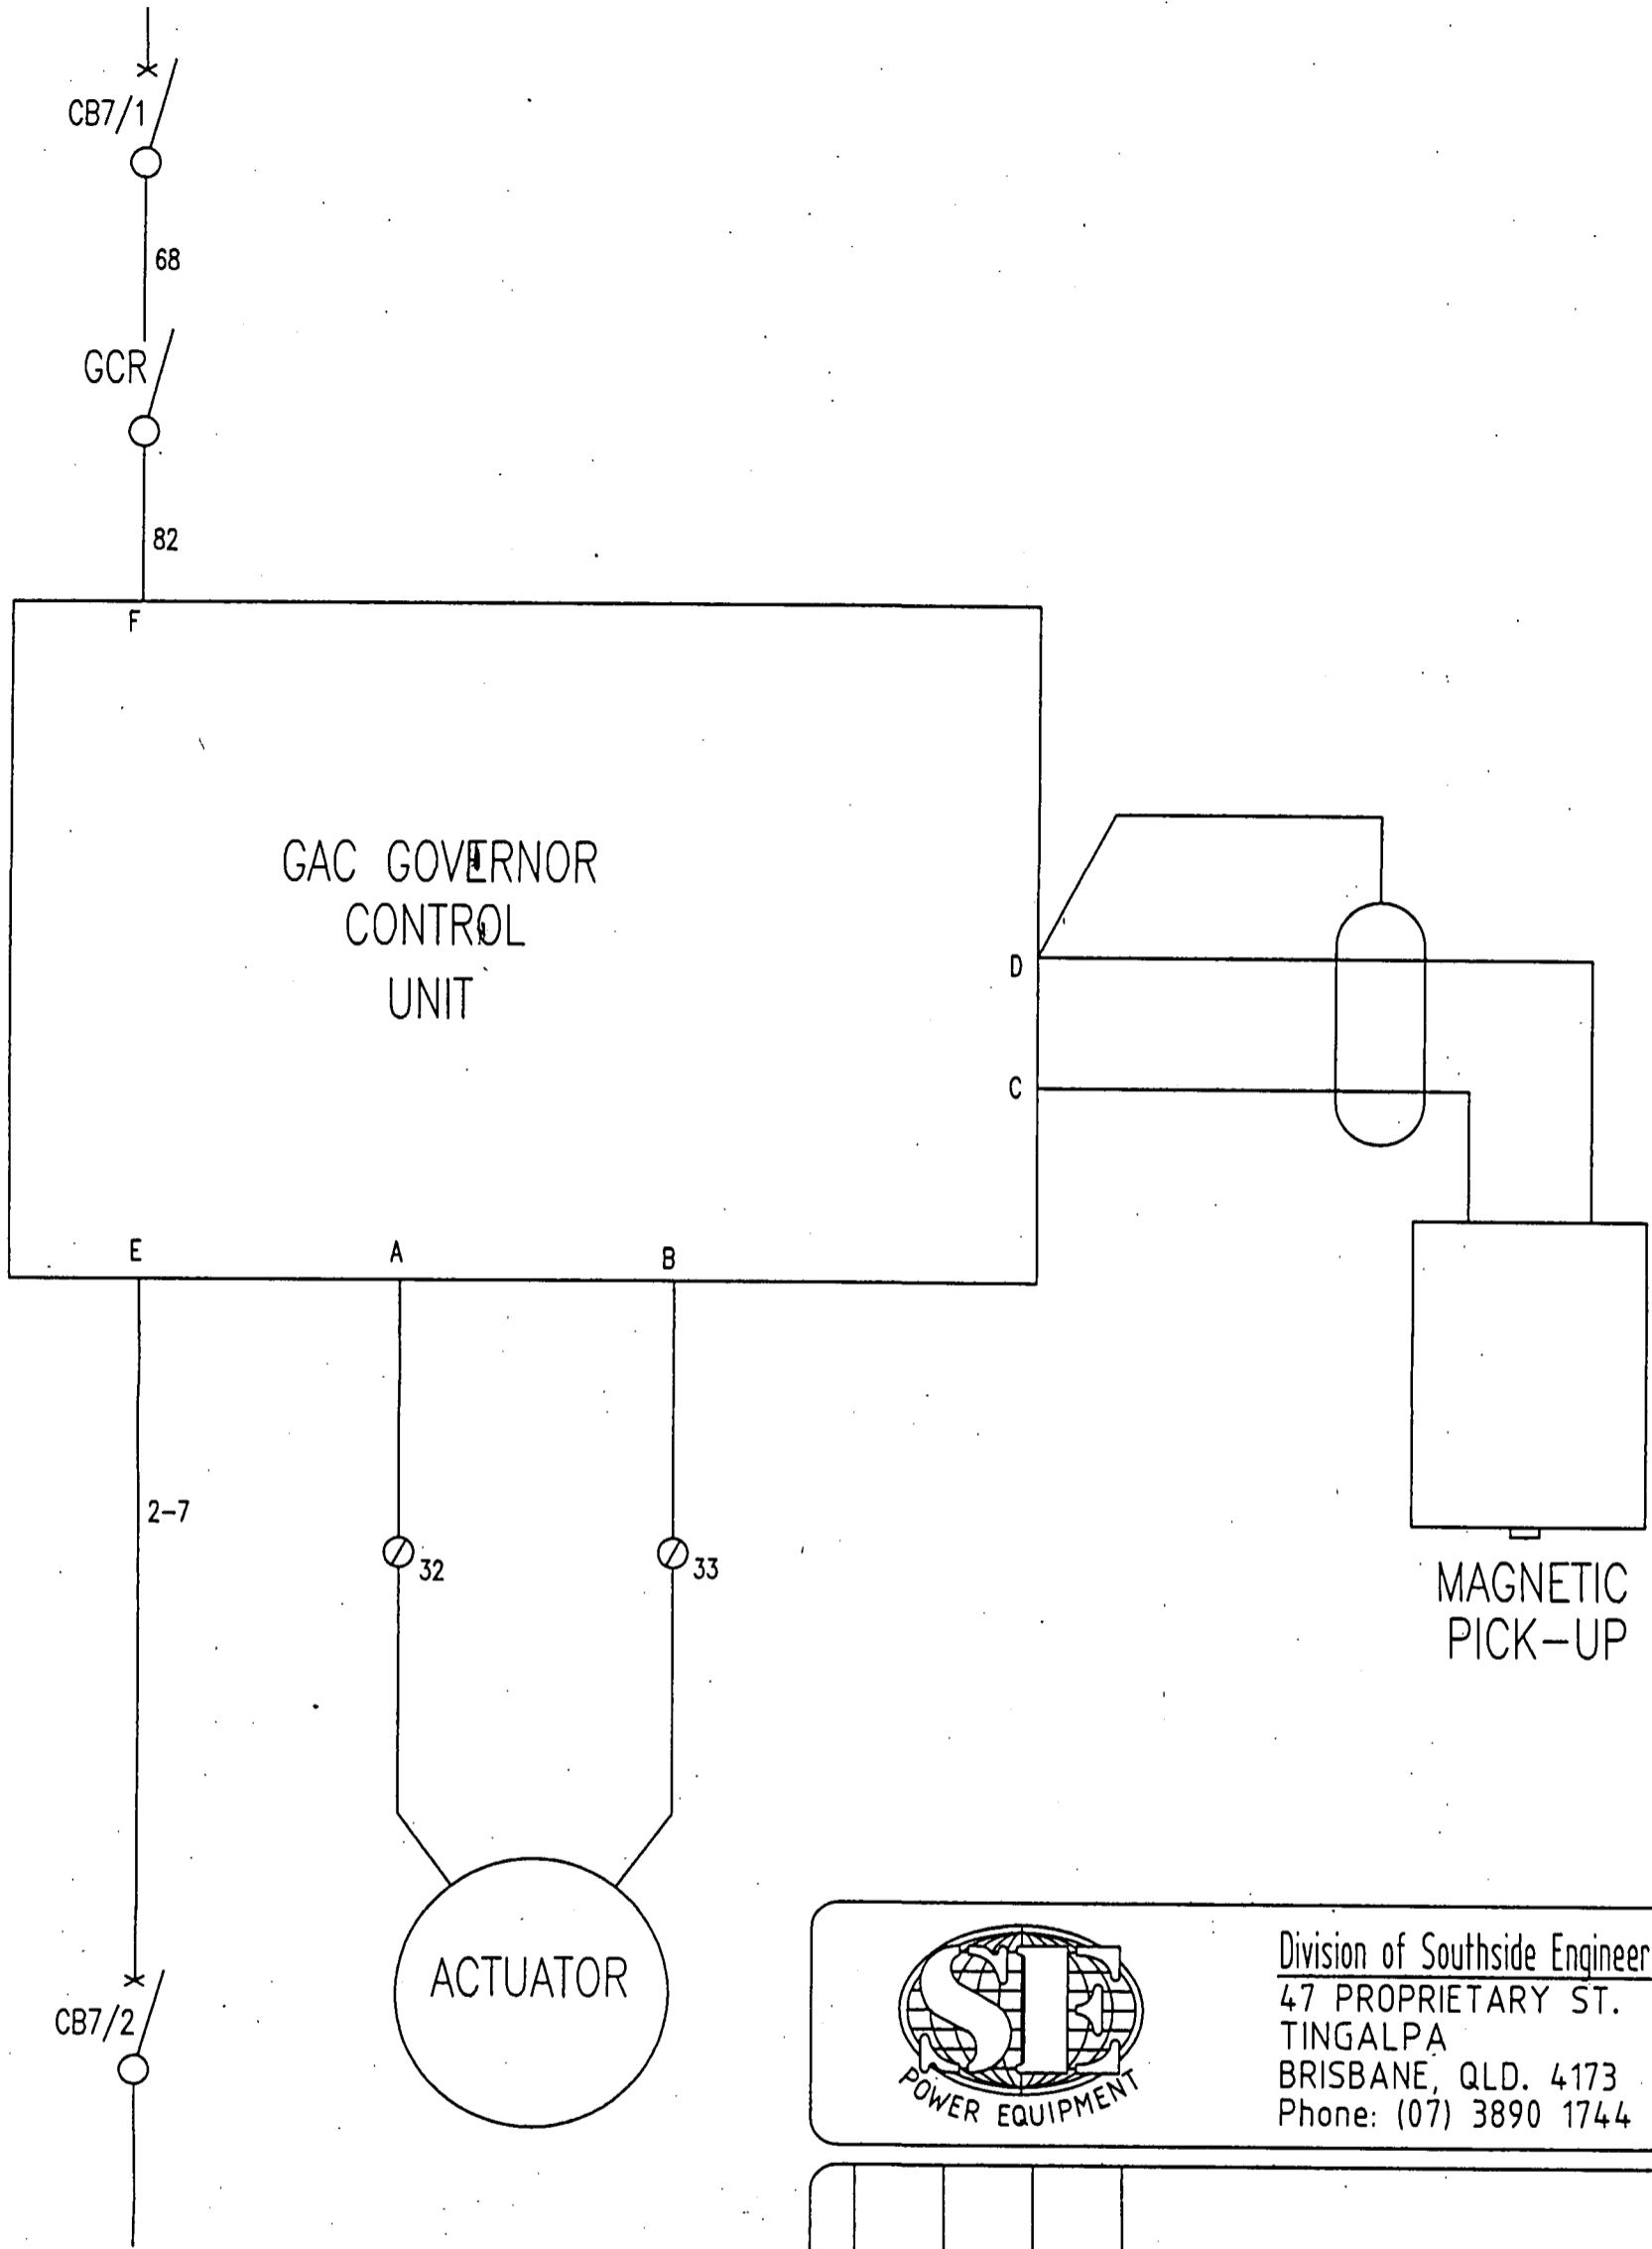 CB7/1
68
GCR
82
F
GAC GOVERNOR
CONTROL
UNIT
D
C
E
A
B
2-7
32
33
MAGNETIC
PICK-UP
ACTUATOR
CB7/2
SE
POWER EQUIPMENT
Division of Southside Engineer
47 PROPRIETARY ST.
TINGALPA
BRISBANE, QLD. 4173
Phone: (07) 3890 1744